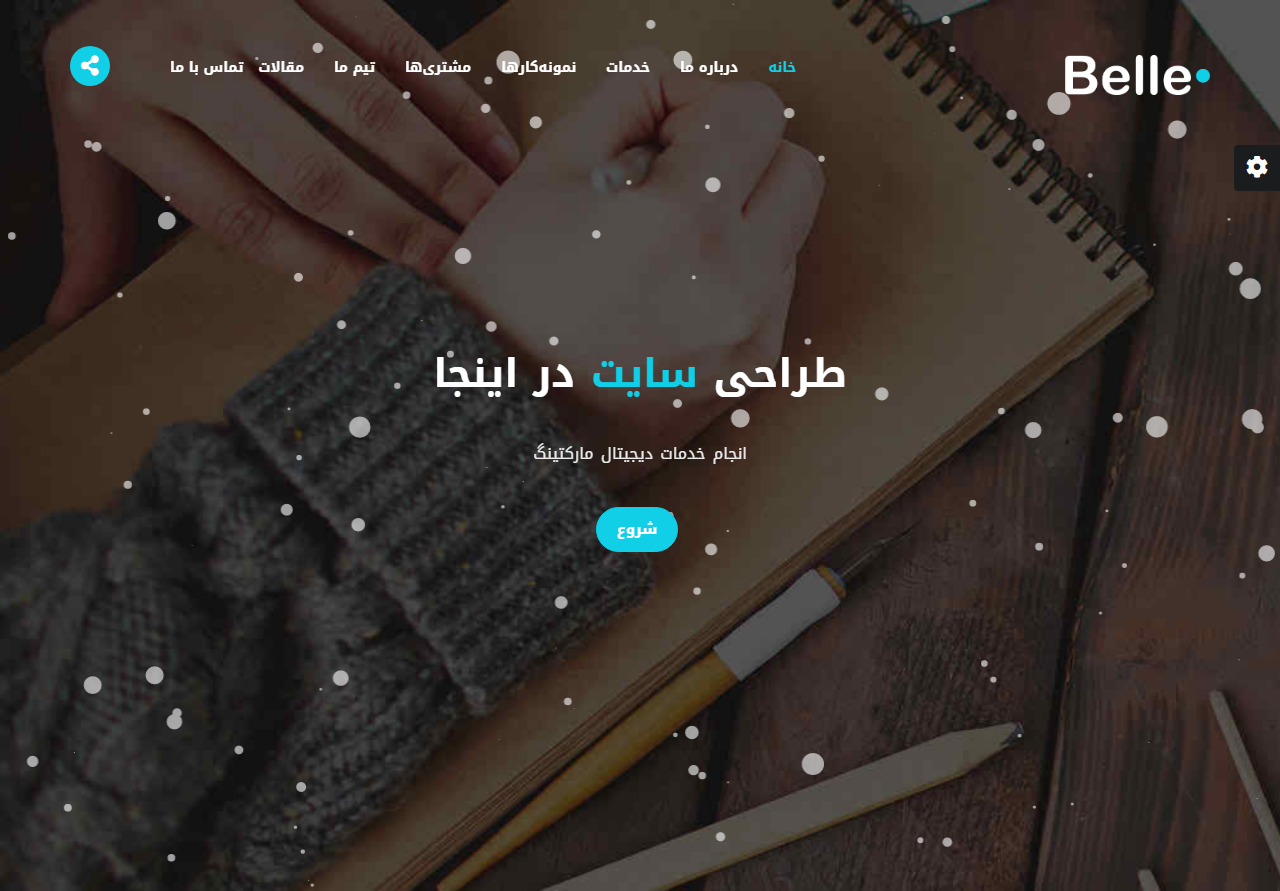 Belle
خانه درباره ما خدمات نمونه‌کارها مشتری‌ها تیم ما مقالات تماس با ما
طراحی سایت در اینجا
انجام خدمات دیجیتال مارکتینگ
شروع